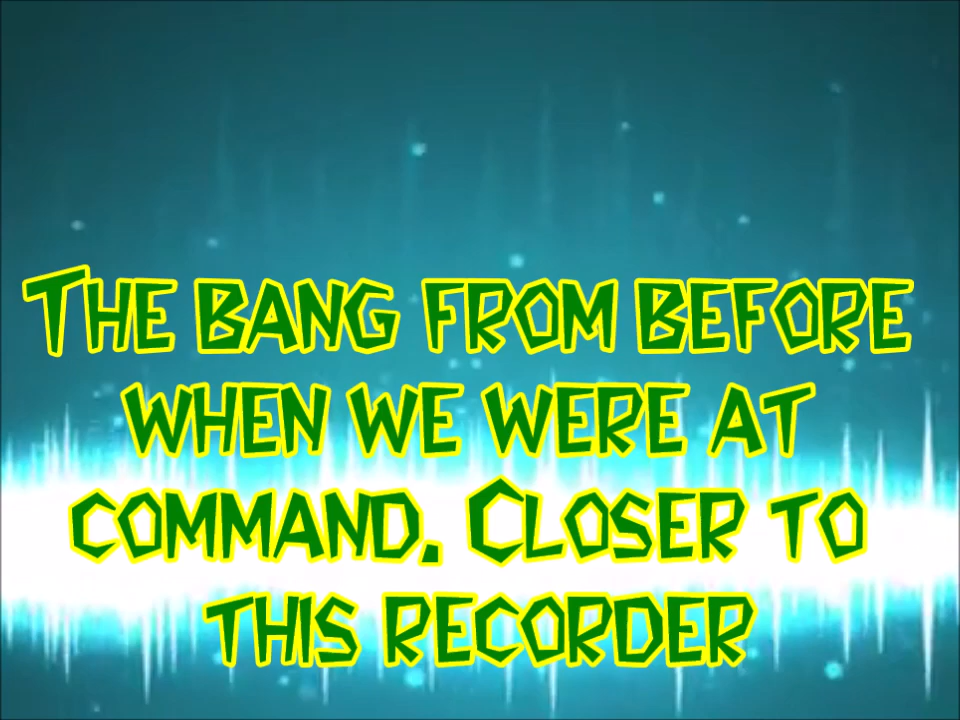 The bang from before
when we were at
command. Closer to
this recorder